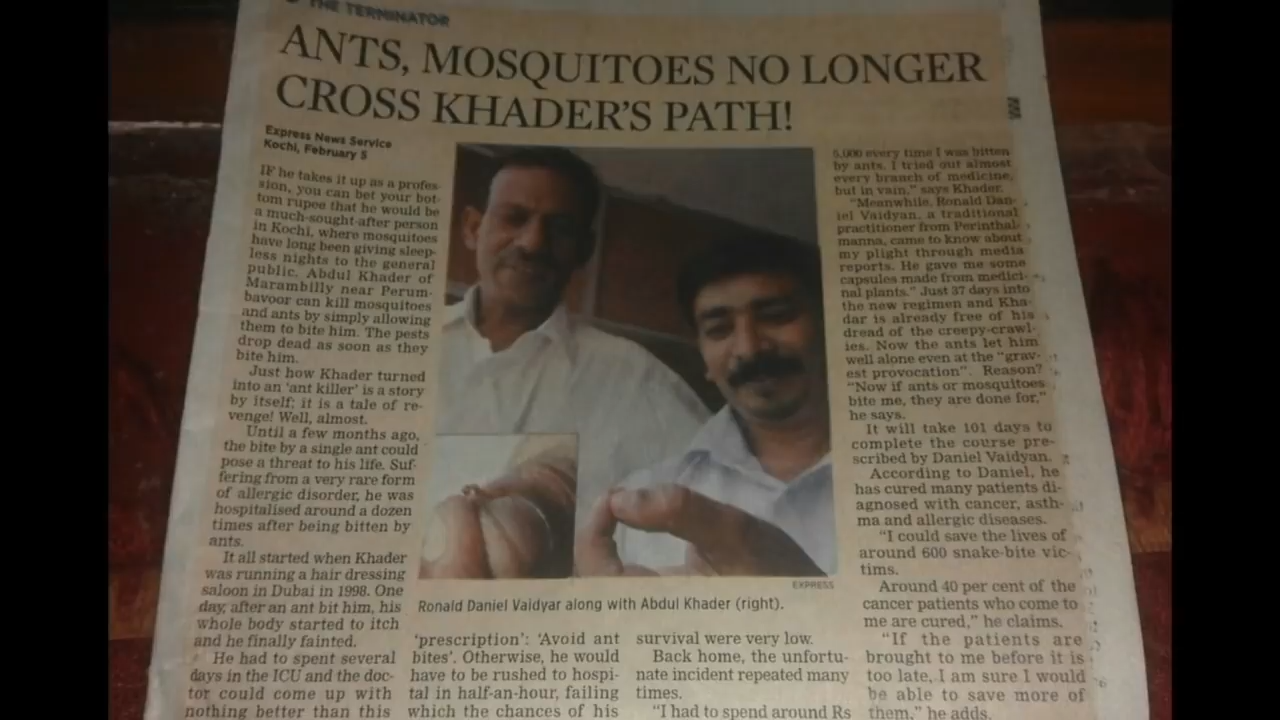 THE TERMINATOR
ANTS, MOSQUITOES NO LONGER
CROSS KHADER'S PATH!
Express News Service
Kochi, February 5
IF he takes it up as a profes-
sion, you can bet your bot-
tom rupee that he would be
a much-sought-after person
in Kochi, where mosquitoes
have long been giving sleep-
less nights to the general
public. Abdul Khader of
Marambilly near Perum-
bavoor can kill mosquitoes
and ants by simply allowing
them to bite him. The pests
drop dead as soon as they
bite him.
Just how Khader turned
into an 'ant killer' is a story
by itself; it is a tale of re-
venge! Well, almost.
Until a few months ago,
the bite by a single ant could
pose a threat to his life. Suf-
fering from a very rare form
of allergic disorder, he was
hospitalised around a dozen
times after being bitten by
ants.
It all started when Khader
was running a hair dressing
saloon in Dubai in 1998. One
day, after an ant bit him, his
whole body started to itch
and he finally fainted.
He had to spent several
days in the ICU and the doc-
tor could come up with
nothing better than this
EXPRESS
Ronald Daniel Vaidyar along with Abdul Khader (right).
'prescription': 'Avoid ant
bites'. Otherwise, he would
have to be rushed to hospi-
tal in half-an-hour, failing
which the chances of his
survival were very low.
Back home, the unfortu-
nate incident repeated many
times.
"I had to spend around Rs
5,000 every time I was bitten
by ants. I tried out almost
every branch of medicine,
but in vain," says Khader.
"Meanwhile, Ronald Dan-
iel Vaidyan, a traditional
practitioner from Perinthal-
manna, came to know about
my plight through media
reports. He gave me some
capsules made from medici-
nal plants." Just 37 days into
the new regimen and Kha-
dar is already free of his
dread of the creepy-crawl-
ies. Now the ants let him
well alone even at the "grav-
est provocation". Reason?
"Now if ants or mosquitoes
bite me, they are done for,"
he says.
It will take 101 days to
complete the course pre-
scribed by Daniel Vaidyan.
According to Daniel, he
has cured many patients di-
agnosed with cancer, asth-
ma and allergic diseases.
"I could save the lives of
around 600 snake-bite vic-
tims.
Around 40 per cent of the
cancer patients who come to
me are cured," he claims.
"If the patients are
brought to me before it is
too late, I am sure I would
be able to save more of
them," he adds.